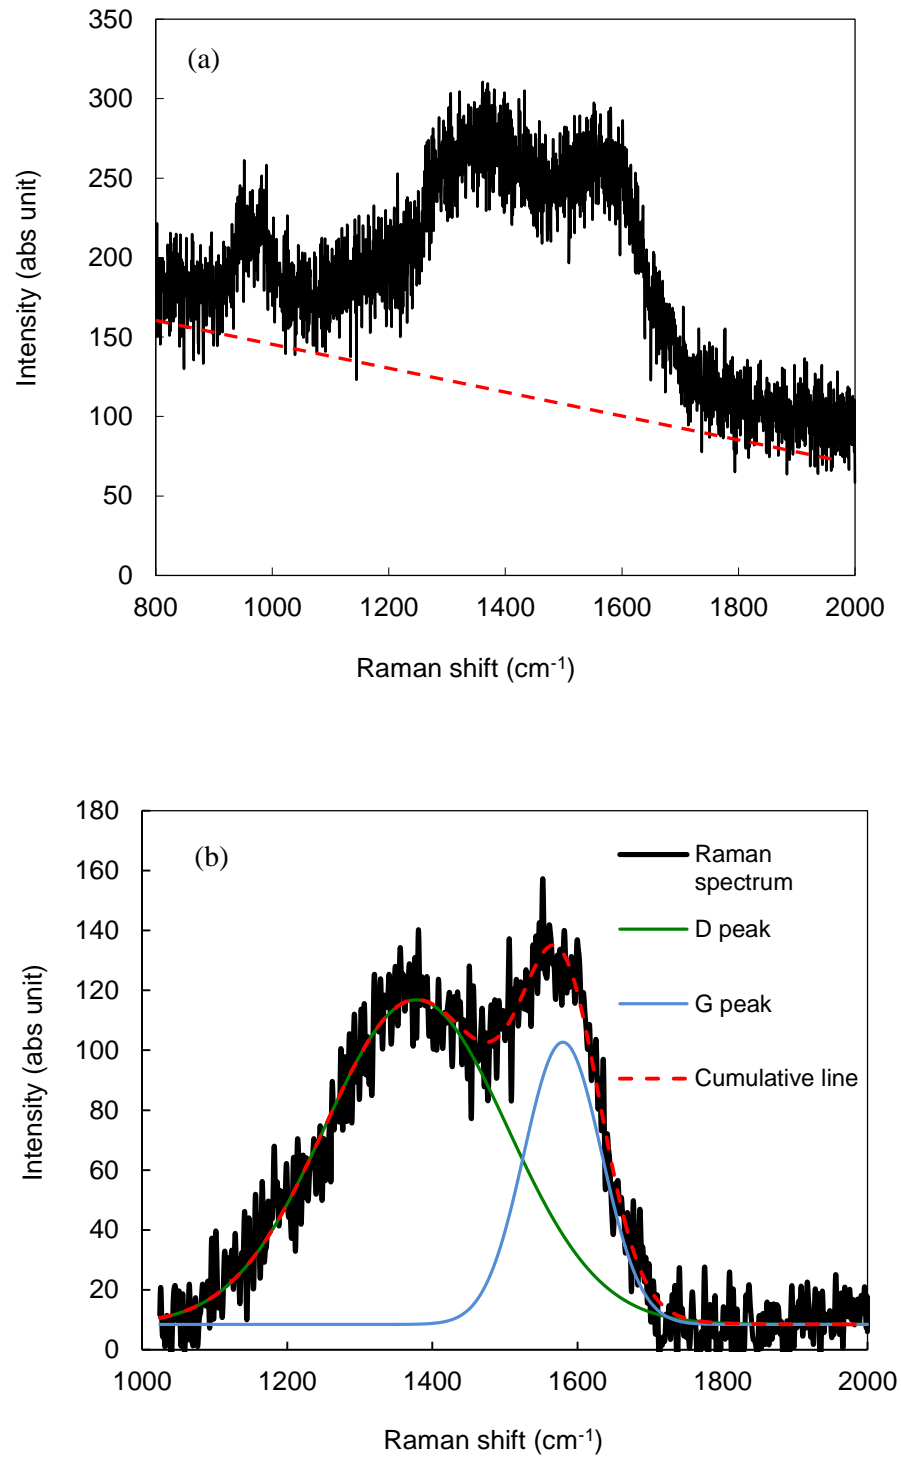 (a)
Intensity (abs unit)
350
300
250
200
150
100
50
0
800 1000 1200 1400 1600 1800 2000
Raman shift (cm-1)
(b)
Intensity (abs unit)
180
160
140
120
100
80
60
40
20
0
1000 1200 1400 1600 1800 2000
Raman shift (cm-1)
Raman
spectrum
D peak
G peak
Cumulative line